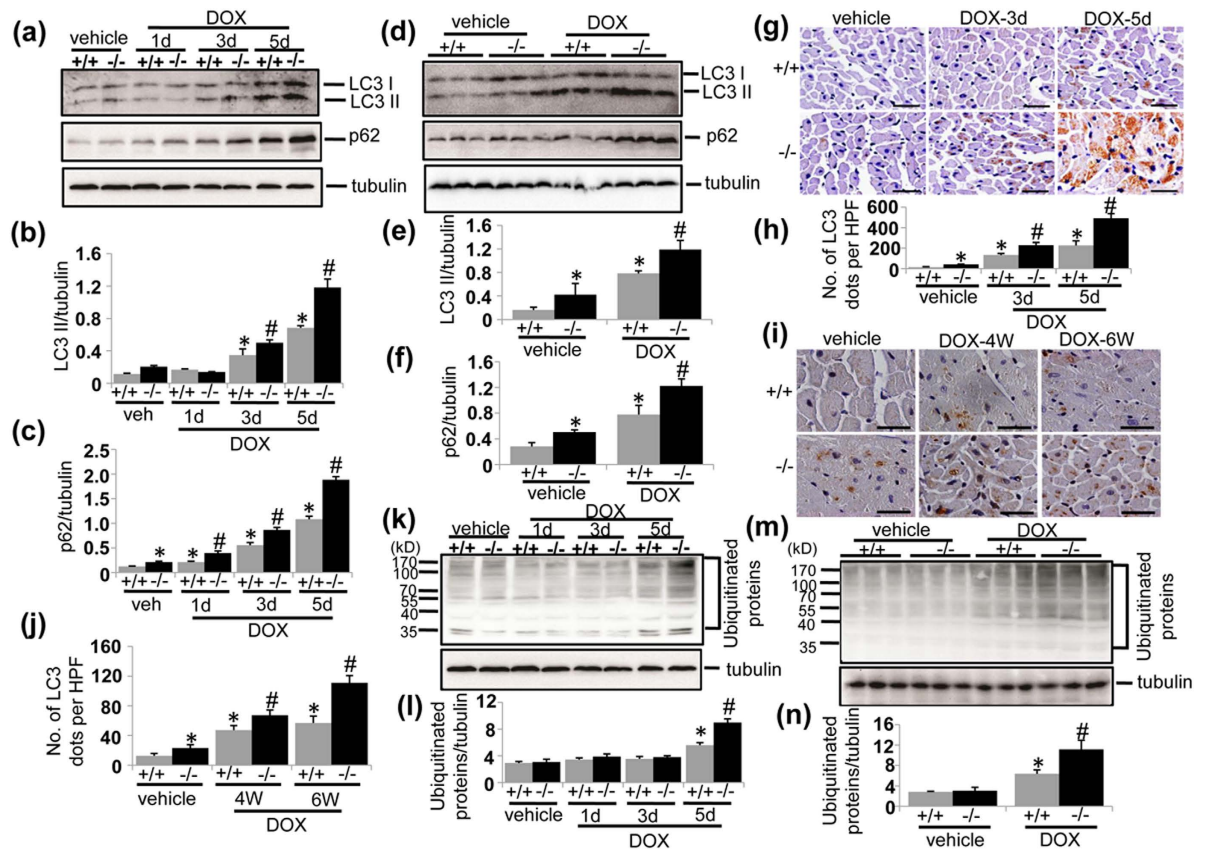 (a)
DOX
vehicle 1d 3d 5d
+/+ -/- +/+ -/- +/+ -/- +/+ -/-
LC3 I
LC3 II
p62
tubulin
(b)
LC3 II/tubulin
1.6
1.2
0.8
0.4
0
* # * #
+/+ -/- +/+ -/- +/+ -/- +/+ -/-
veh 1d 3d 5d
DOX
(c)
p62/tubulin
2.5
2.0
1.5
1.0
0.5
0
* * # * # * #
+/+ -/- +/+ -/- +/+ -/- +/+ -/-
veh 1d 3d 5d
DOX
(d)
vehicle DOX
+/+ -/- +/+ -/-
LC3 I
LC3 II
p62
tubulin
(e)
LC3 II/tubulin
1.6
1.2
0.8
0.4
0
* * #
+/+ -/- +/+ -/-
vehicle DOX
(f)
p62/tubulin
1.6
1.2
0.8
0.4
0
* * #
+/+ -/- +/+ -/-
vehicle DOX
(g)
vehicle DOX-3d DOX-5d
+/+
-/-
(h)
No. of LC3
dots per HPF
600
400
200
0
* * # * #
+/+ -/- +/+ -/- +/+ -/-
vehicle 3d 5d
DOX
(i)
vehicle DOX-4W DOX-6W
+/+
-/-
(j)
No. of LC3
dots per HPF
160
120
80
40
0
* * # * #
+/+ -/- +/+ -/- +/+ -/-
vehicle 4W 6W
DOX
(k)
DOX
vehicle 1d 3d 5d
(kD) +/+ -/- +/+ -/- +/+ -/- +/+ -/-
170
100
70
55
40
35
Ubiquitinated
proteins
tubulin
(l)
Ubiquitinated
proteins/tubulin
12
8
4
0
* #
+/+ -/- +/+ -/- +/+ -/- +/+ -/-
vehicle 1d 3d 5d
DOX
(m)
vehicle DOX
(kD) +/+ -/- +/+ -/-
170
100
70
55
40
35
Ubiquitinated
proteins
tubulin
(n)
Ubiquitinated
proteins/tubulin
16
12
8
4
0
* #
+/+ -/- +/+ -/-
vehicle DOX